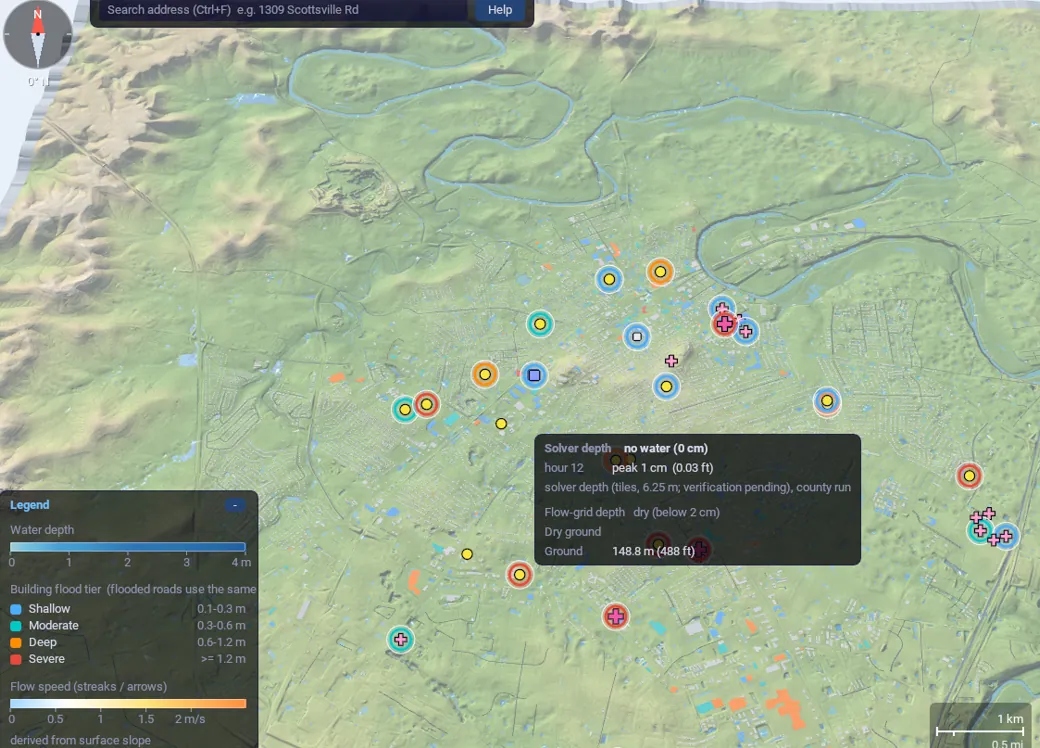 Search address (Ctrl+F) e.g. 1309 Scottsville Rd
Help
N
0° N
Solver depth no water (0 cm)
hour 12 peak 1 cm (0.03 ft)
solver depth (tiles, 6.25 m; verification pending), county run
Flow-grid depth dry (below 2 cm)
Dry ground
Ground 148.8 m (488 ft)
Legend
-
Water depth
0 1 2 3 4 m
Building flood tier (flooded roads use the same
Shallow 0.1-0.3 m
Moderate 0.3-0.6 m
Deep 0.6-1.2 m
Severe >= 1.2 m
Flow speed (streaks / arrows)
0 0.5 1 1.5 2 m/s
derived from surface slope
1 km
0.5 mi